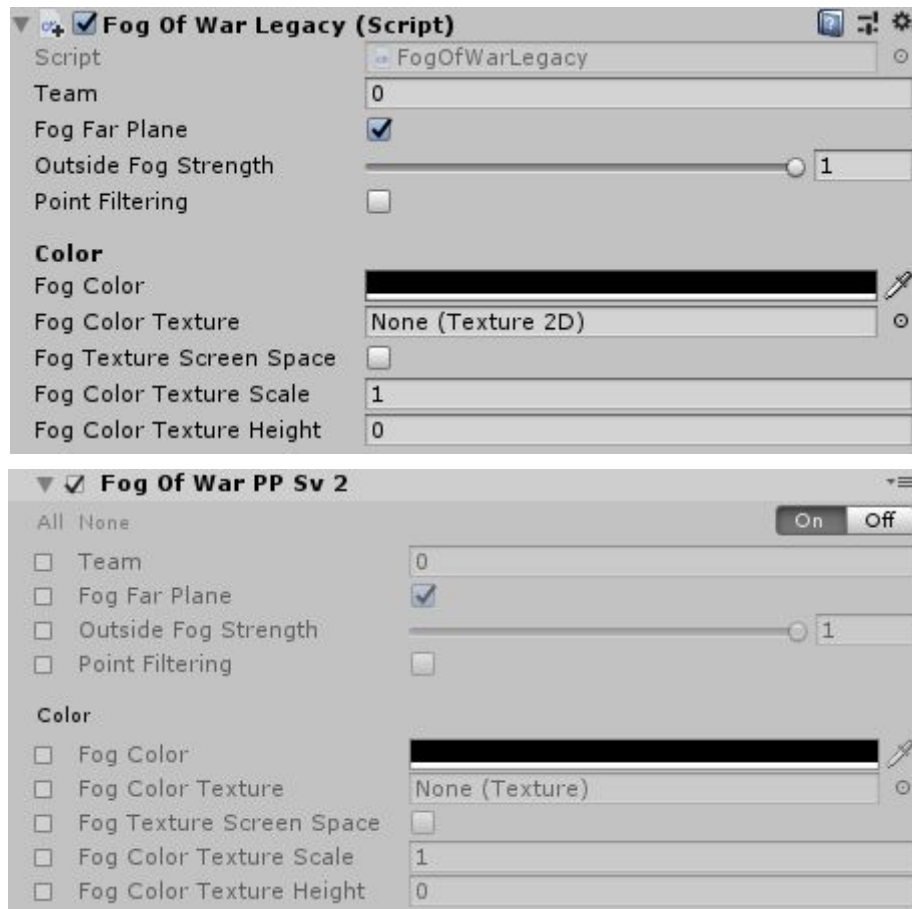 Fog Of War Legacy (Script)
Script FogOfWarLegacy
Team 0
Fog Far Plane
Outside Fog Strength 1
Point Filtering
Color
Fog Color
Fog Color Texture None (Texture 2D)
Fog Texture Screen Space
Fog Color Texture Scale 1
Fog Color Texture Height 0
Fog Of War PP Sv 2
All None On Off
Team 0
Fog Far Plane
Outside Fog Strength 1
Point Filtering
Color
Fog Color
Fog Color Texture None (Texture)
Fog Texture Screen Space
Fog Color Texture Scale 1
Fog Color Texture Height 0